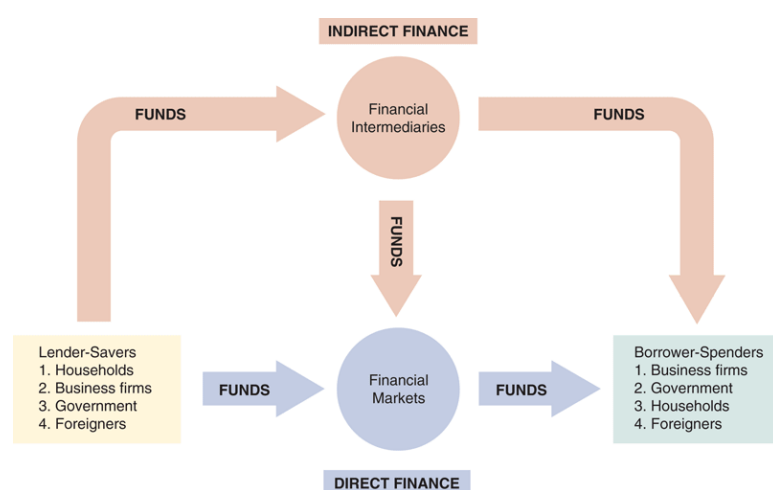 INDIRECT FINANCE
FUNDS
Financial
Intermediaries
FUNDS
FUNDS
Lender-Savers
1. Households
2. Business firms
3. Government
4. Foreigners
FUNDS
Financial
Markets
FUNDS
Borrower-Spenders
1. Business firms
2. Government
3. Households
4. Foreigners
DIRECT FINANCE